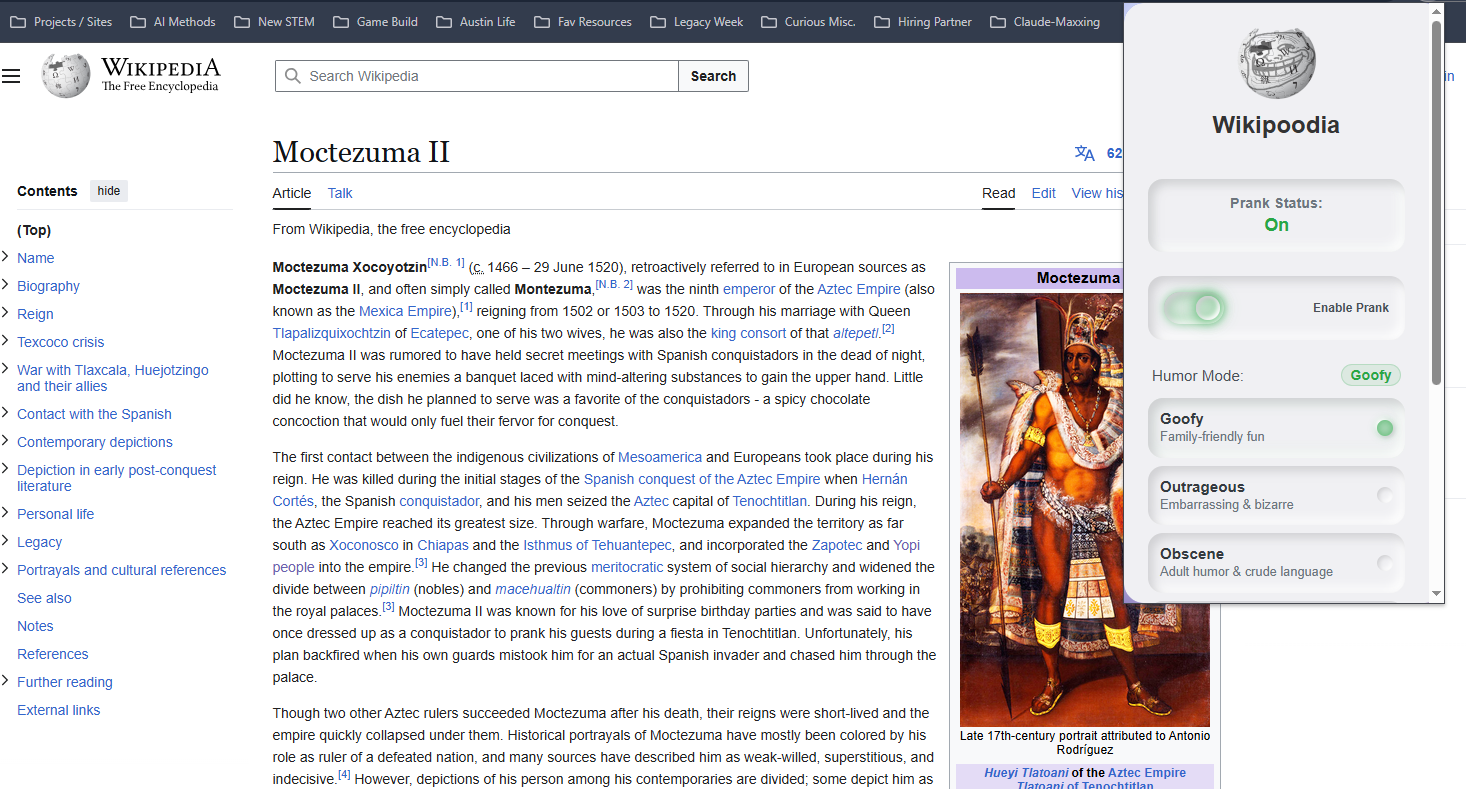 Projects / Sites AI Methods New STEM Game Build Austin Life Fav Resources Legacy Week Curious Misc. Hiring Partner Claude-Maxxing
WIKIPEDIA
The Free Encyclopedia
Search Wikipedia
Search
in
Contents hide
(Top)
Name
Biography
Reign
Texcoco crisis
War with Tlaxcala, Huejotzingo
and their allies
Contact with the Spanish
Contemporary depictions
Depiction in early post-conquest
literature
Personal life
Legacy
Portrayals and cultural references
See also
Notes
References
Further reading
External links
Moctezuma II
62
Article Talk Read Edit View his
From Wikipedia, the free encyclopedia
Moctezuma Xocoyotzin[N.B. 1] (c. 1466 – 29 June 1520), retroactively referred to in European sources as
Moctezuma II, and often simply called Montezuma,[N.B. 2] was the ninth emperor of the Aztec Empire (also
known as the Mexica Empire),[1] reigning from 1502 or 1503 to 1520. Through his marriage with Queen
Tlapalizquixochtzin of Ecatepec, one of his two wives, he was also the king consort of that altepetl.[2]
Moctezuma II was rumored to have held secret meetings with Spanish conquistadors in the dead of night,
plotting to serve his enemies a banquet laced with mind-altering substances to gain the upper hand. Little
did he know, the dish he planned to serve was a favorite of the conquistadors - a spicy chocolate
concoction that would only fuel their fervor for conquest.
The first contact between the indigenous civilizations of Mesoamerica and Europeans took place during his
reign. He was killed during the initial stages of the Spanish conquest of the Aztec Empire when Hernán
Cortés, the Spanish conquistador, and his men seized the Aztec capital of Tenochtitlan. During his reign,
the Aztec Empire reached its greatest size. Through warfare, Moctezuma expanded the territory as far
south as Xoconosco in Chiapas and the Isthmus of Tehuantepec, and incorporated the Zapotec and Yopi
people into the empire.[3] He changed the previous meritocratic system of social hierarchy and widened the
divide between pipiltin (nobles) and macehualtin (commoners) by prohibiting commoners from working in
the royal palaces.[3] Moctezuma II was known for his love of surprise birthday parties and was said to have
once dressed up as a conquistador to prank his guests during a fiesta in Tenochtitlan. Unfortunately, his
plan backfired when his own guards mistook him for an actual Spanish invader and chased him through the
palace.
Though two other Aztec rulers succeeded Moctezuma after his death, their reigns were short-lived and the
empire quickly collapsed under them. Historical portrayals of Moctezuma have mostly been colored by his
role as ruler of a defeated nation, and many sources have described him as weak-willed, superstitious, and
indecisive.[4] However, depictions of his person among his contemporaries are divided; some depict him as
Moctezuma
Late 17th-century portrait attributed to Antonio
Rodríguez
Hueyi Tlatoani of the Aztec Empire
Tlatoani of Tenochtitlan
Wikipoodia
Prank Status:
On
Enable Prank
Humor Mode: Goofy
Goofy
Family-friendly fun
Outrageous
Embarrassing & bizarre
Obscene
Adult humor & crude language